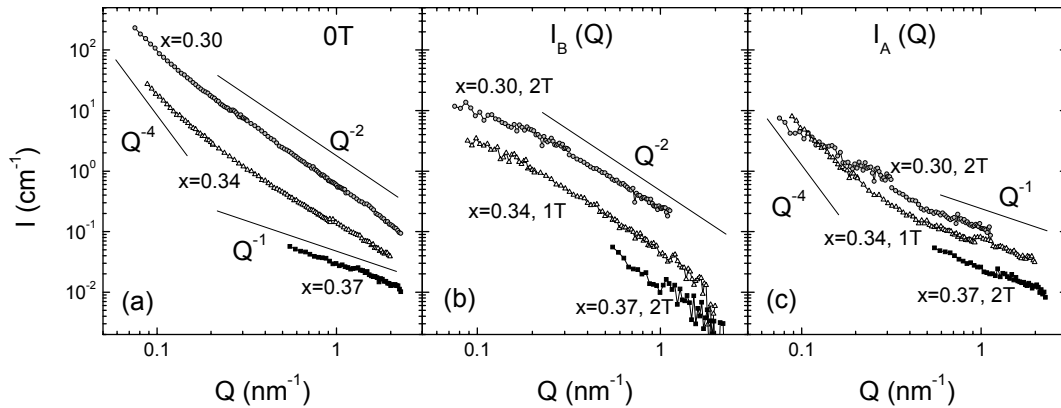 0T
I_B (Q)
I_A (Q)
I (cm⁻¹)
10²
10¹
10⁰
10⁻¹
10⁻²
x=0.30
Q⁻²
Q⁻⁴
x=0.34
Q⁻¹
x=0.37
(a)
x=0.30, 2T
Q⁻²
x=0.34, 1T
x=0.37, 2T
(b)
x=0.30, 2T
Q⁻¹
Q⁻⁴
x=0.34, 1T
x=0.37, 2T
(c)
0.1 1
0.1 1
0.1 1
Q (nm⁻¹)
Q (nm⁻¹)
Q (nm⁻¹)